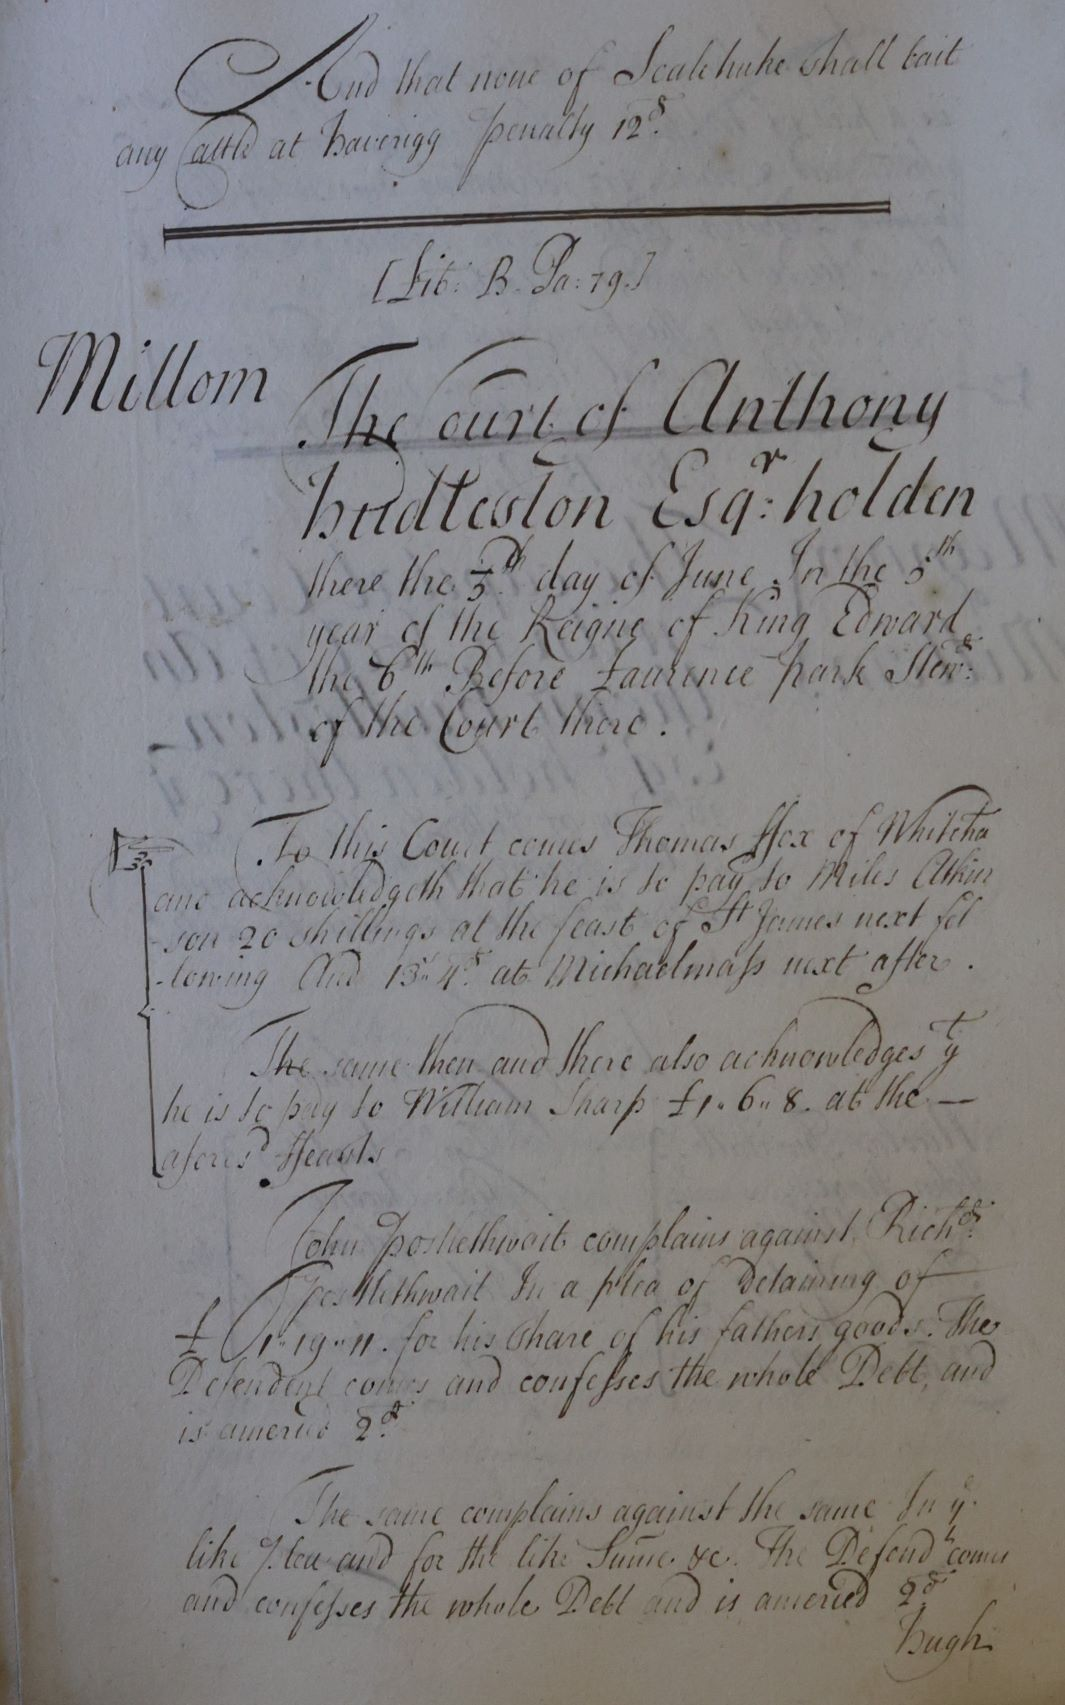 And that none of Scalehuke shall bait
any Cattle at Haverigg penalty 12d.
[Lib: B. Pa: 79.]
Millom
The Court of Anthony
Hudleston Esqr: holden
there the 3d day of June In the 5th
year of the Reigne of King Edward
the 6th Before Laurence Park Stewd:
of the Court there.
To this Court comes Thomas Ffox of Whitcha
and acknowledgeth that he is to pay to Miles Atkin
-son 20 shillings at the feast of St James next fol
-lowing And 13s 4d. at Michaelmass next after.
The same then and there also acknowledges yt
he is to pay to William Sharp £1" 6" 8. at the —
aforesd Ffeasts
John Postlethwait complains against Richd:
Postlethwait In a plea of Detaining of
£1" 19" 11. for his share of his fathers goods. The
Defendent comes and confesses the whole Debt, and
is ameried 2d.
The same complains against the same In ye
like Plea and for the like Sume &c. The Defendt comes
and confesses the whole Debt and is ameried 2d.
Hugh